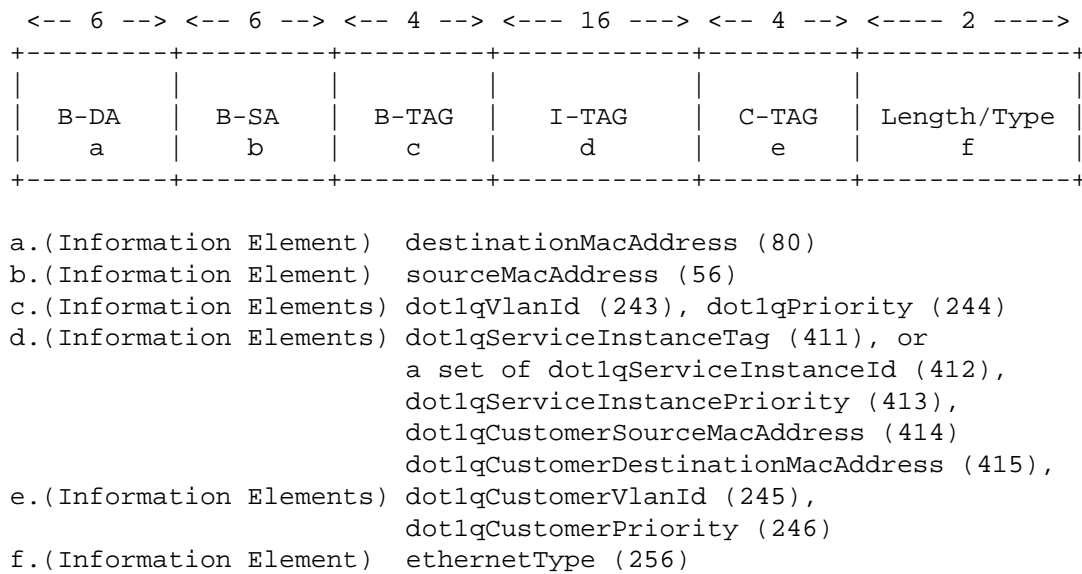 <-- 6 --> <-- 6 --> <-- 4 --> <--- 16 ---> <-- 4 --> <---- 2 ---->
+---------+---------+---------+------------+---------+-------------+
|         |         |         |            |         |             |
|  B-DA   |  B-SA   |  B-TAG  |   I-TAG    |  C-TAG  | Length/Type |
|    a    |    b    |    c    |     d      |    e    |      f      |
+---------+---------+---------+------------+---------+-------------+
a.(Information Element)  destinationMacAddress (80)
b.(Information Element)  sourceMacAddress (56)
c.(Information Elements) dot1qVlanId (243), dot1qPriority (244)
d.(Information Elements) dot1qServiceInstanceTag (411), or
                         a set of dot1qServiceInstanceId (412),
                         dot1qServiceInstancePriority (413),
                         dot1qCustomerSourceMacAddress (414)
                         dot1qCustomerDestinationMacAddress (415),
e.(Information Elements) dot1qCustomerVlanId (245),
                         dot1qCustomerPriority (246)
f.(Information Element)  ethernetType (256)